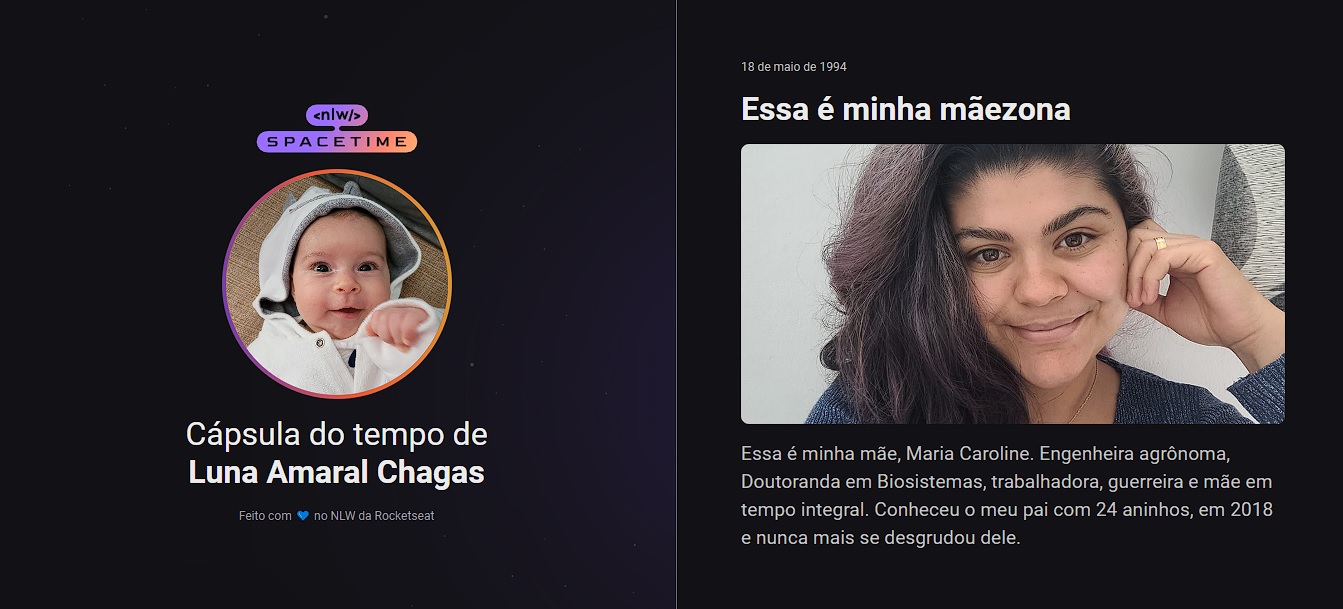 <nlw/>
SPACETIME
Cápsula do tempo de
Luna Amaral Chagas
Feito com 💙 no NLW da Rocketseat
18 de maio de 1994
Essa é minha mãezona
Essa é minha mãe, Maria Caroline. Engenheira agrônoma,
Doutoranda em Biosistemas, trabalhadora, guerreira e mãe em
tempo integral. Conheceu o meu pai com 24 aninhos, em 2018
e nunca mais se desgrudou dele.